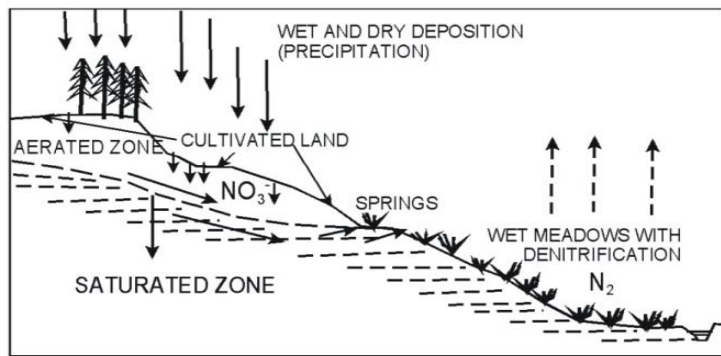 WET AND DRY DEPOSITION
(PRECIPITATION)
CULTIVATED LAND
AERATED ZONE
NO₃⁻
SPRINGS
WET MEADOWS WITH
DENITRIFICATION
N₂
SATURATED ZONE